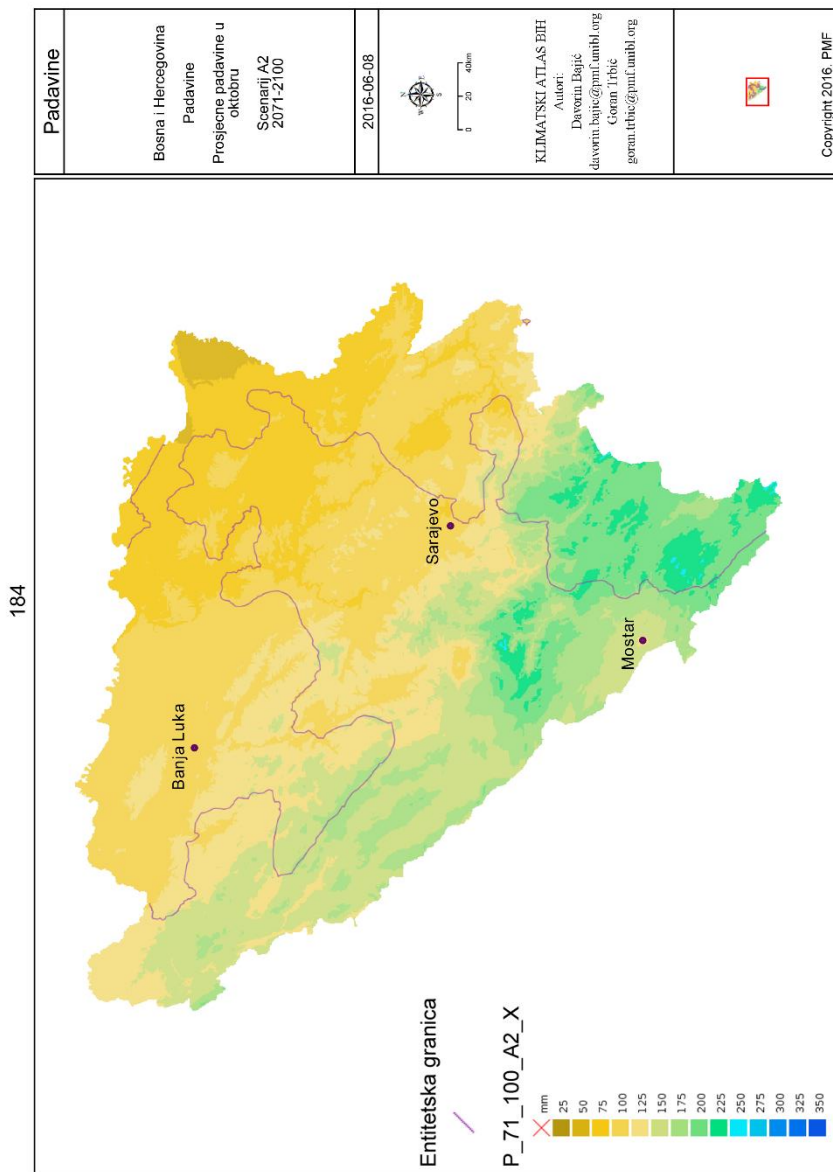 184
Padavine
Bosna i Hercegovina
Padavine
Prosjecne padavine u
oktobru
Scenarij A2
2071-2100
2016-06-08
N
W
E
S
0
20
40km
KLIMATSKI ATLAS BIH
Autori:
Davorin Bajić
davorin.bajic@pmf.unibl.org
Goran Trbić
goran.trbic@pmf.unibl.org
Copyright 2016. PMF
Banja Luka
Sarajevo
Mostar
Entitetska granica
P_71_100_A2_X
mm
25
50
75
100
125
150
175
200
225
250
275
300
325
350